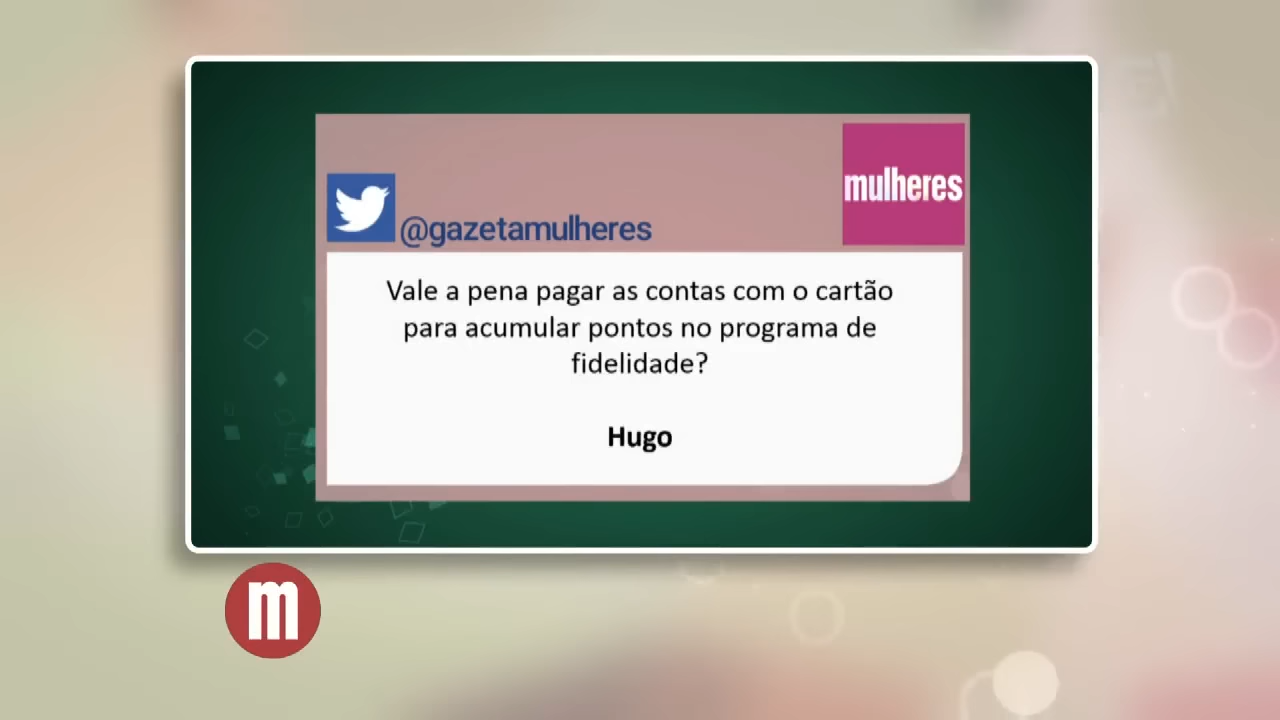 mulheres
@gazetamulheres
Vale a pena pagar as contas com o cartão
para acumular pontos no programa de
fidelidade?
Hugo
m